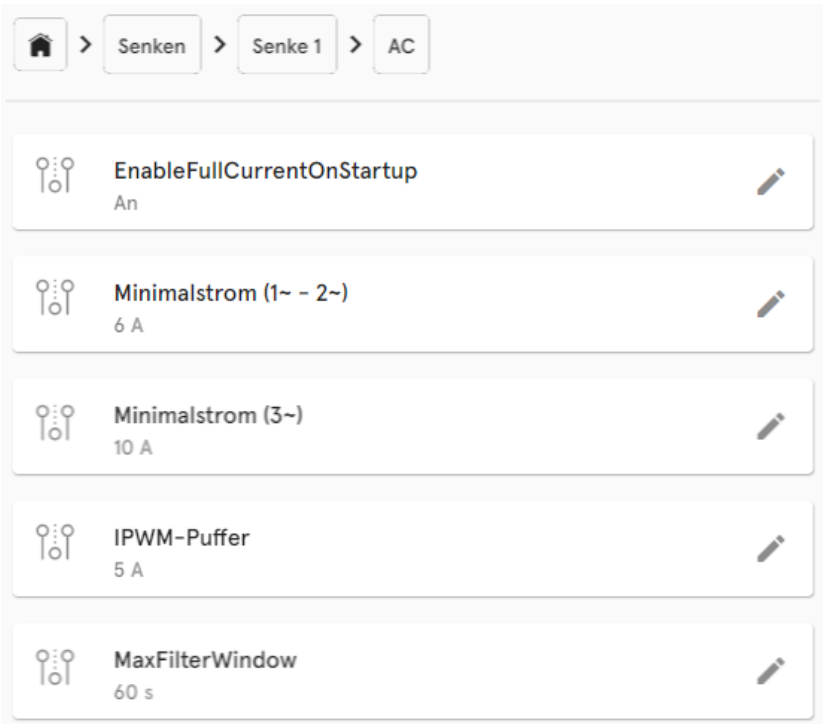 Senken Senke 1 AC
EnableFullCurrentOnStartup
An
Minimalstrom (1~ - 2~)
6 A
Minimalstrom (3~)
10 A
IPWM-Puffer
5 A
MaxFilterWindow
60 s